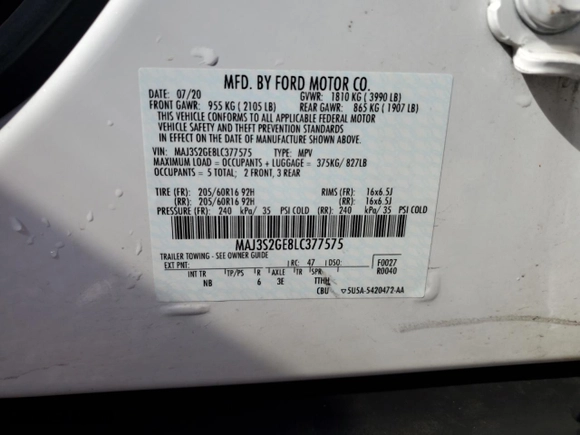 MFD. BY FORD MOTOR CO.
DATE: 07/20 GVWR: 1810 KG ( 3990 LB)
FRONT GAWR: 955 KG ( 2105 LB) REAR GAWR: 865 KG ( 1907 LB)
THIS VEHICLE CONFORMS TO ALL APPLICABLE FEDERAL MOTOR
VEHICLE SAFETY AND THEFT PREVENTION STANDARDS
IN EFFECT ON THE DATE OF MANUFACTURE SHOWN ABOVE.
VIN: MAJ3S2GE8LC377575 TYPE: MPV
MAXIMUM LOAD = OCCUPANTS + LUGGAGE = 375KG/827LB
OCCUPANTS = 5 TOTAL; 2 FRONT, 3 REAR
TIRE (FR): 205/60R16 92H RIMS (FR): 16x6.5J
(RR): 205/60R16 92H (RR): 16x6.5J
PRESSURE (FR): 240 kPa/ 35 PSI COLD (RR): 240 kPa/ 35 PSI COLD
MAJ3S2GE8LC377575
TRAILER TOWING - SEE OWNER GUIDE
EXT PNT: RC: 47 DSO: F0027
R0040
INT TR TP/PS R AXLE TR SPR
NB 6 3E TTHH
CBU 5U5A-5420472-AA